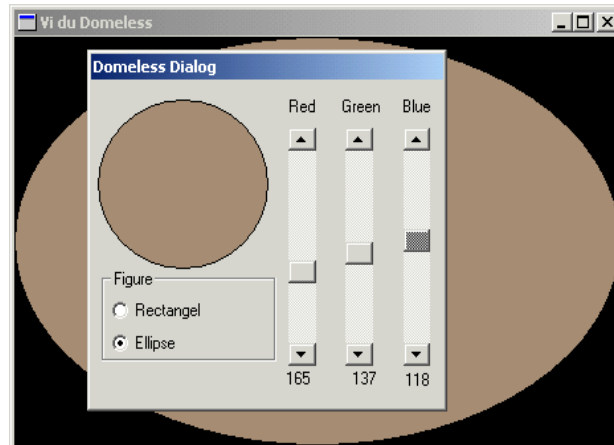 Vi du Domeless
Domeless Dialog
Red Green Blue
Figure
Rectangel
Ellipse
165 137 118